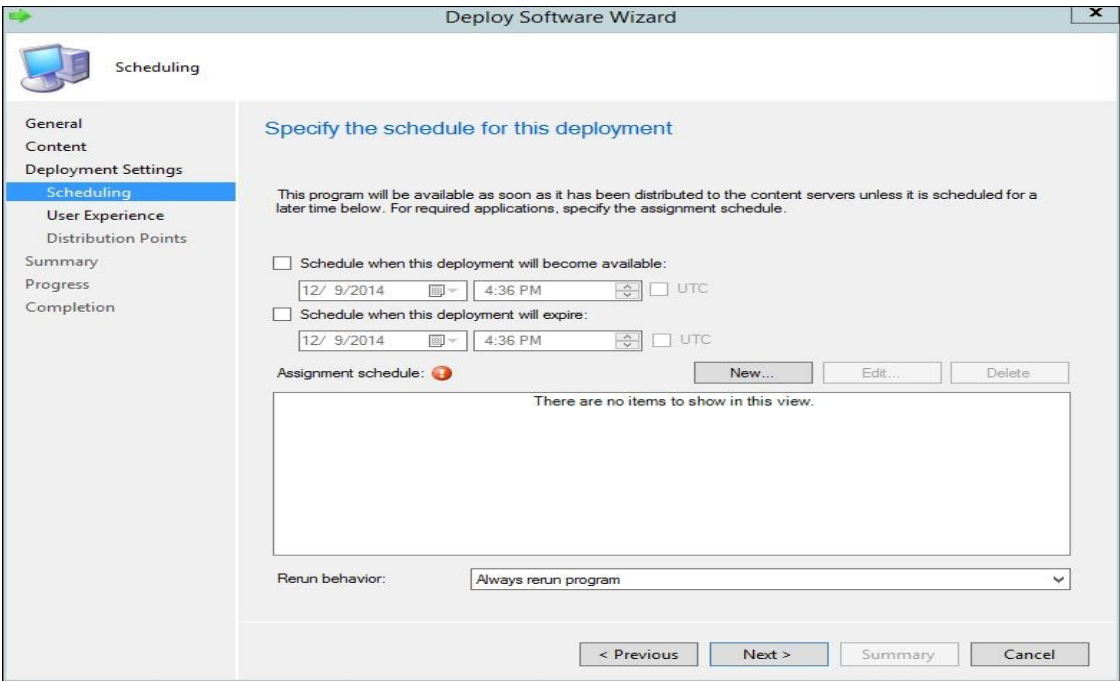 Deploy Software Wizard
x
Scheduling
General
Content
Deployment Settings
Scheduling
User Experience
Distribution Points
Summary
Progress
Completion
Specify the schedule for this deployment
This program will be available as soon as it has been distributed to the content servers unless it is scheduled for a
later time below. For required applications, specify the assignment schedule.
Schedule when this deployment will become available:
12/ 9/2014 4:36 PM UTC
Schedule when this deployment will expire:
12/ 9/2014 4:36 PM UTC
Assignment schedule: ! New... Edit... Delete
There are no items to show in this view.
Rerun behavior: Always rerun program
< Previous Next > Summary Cancel